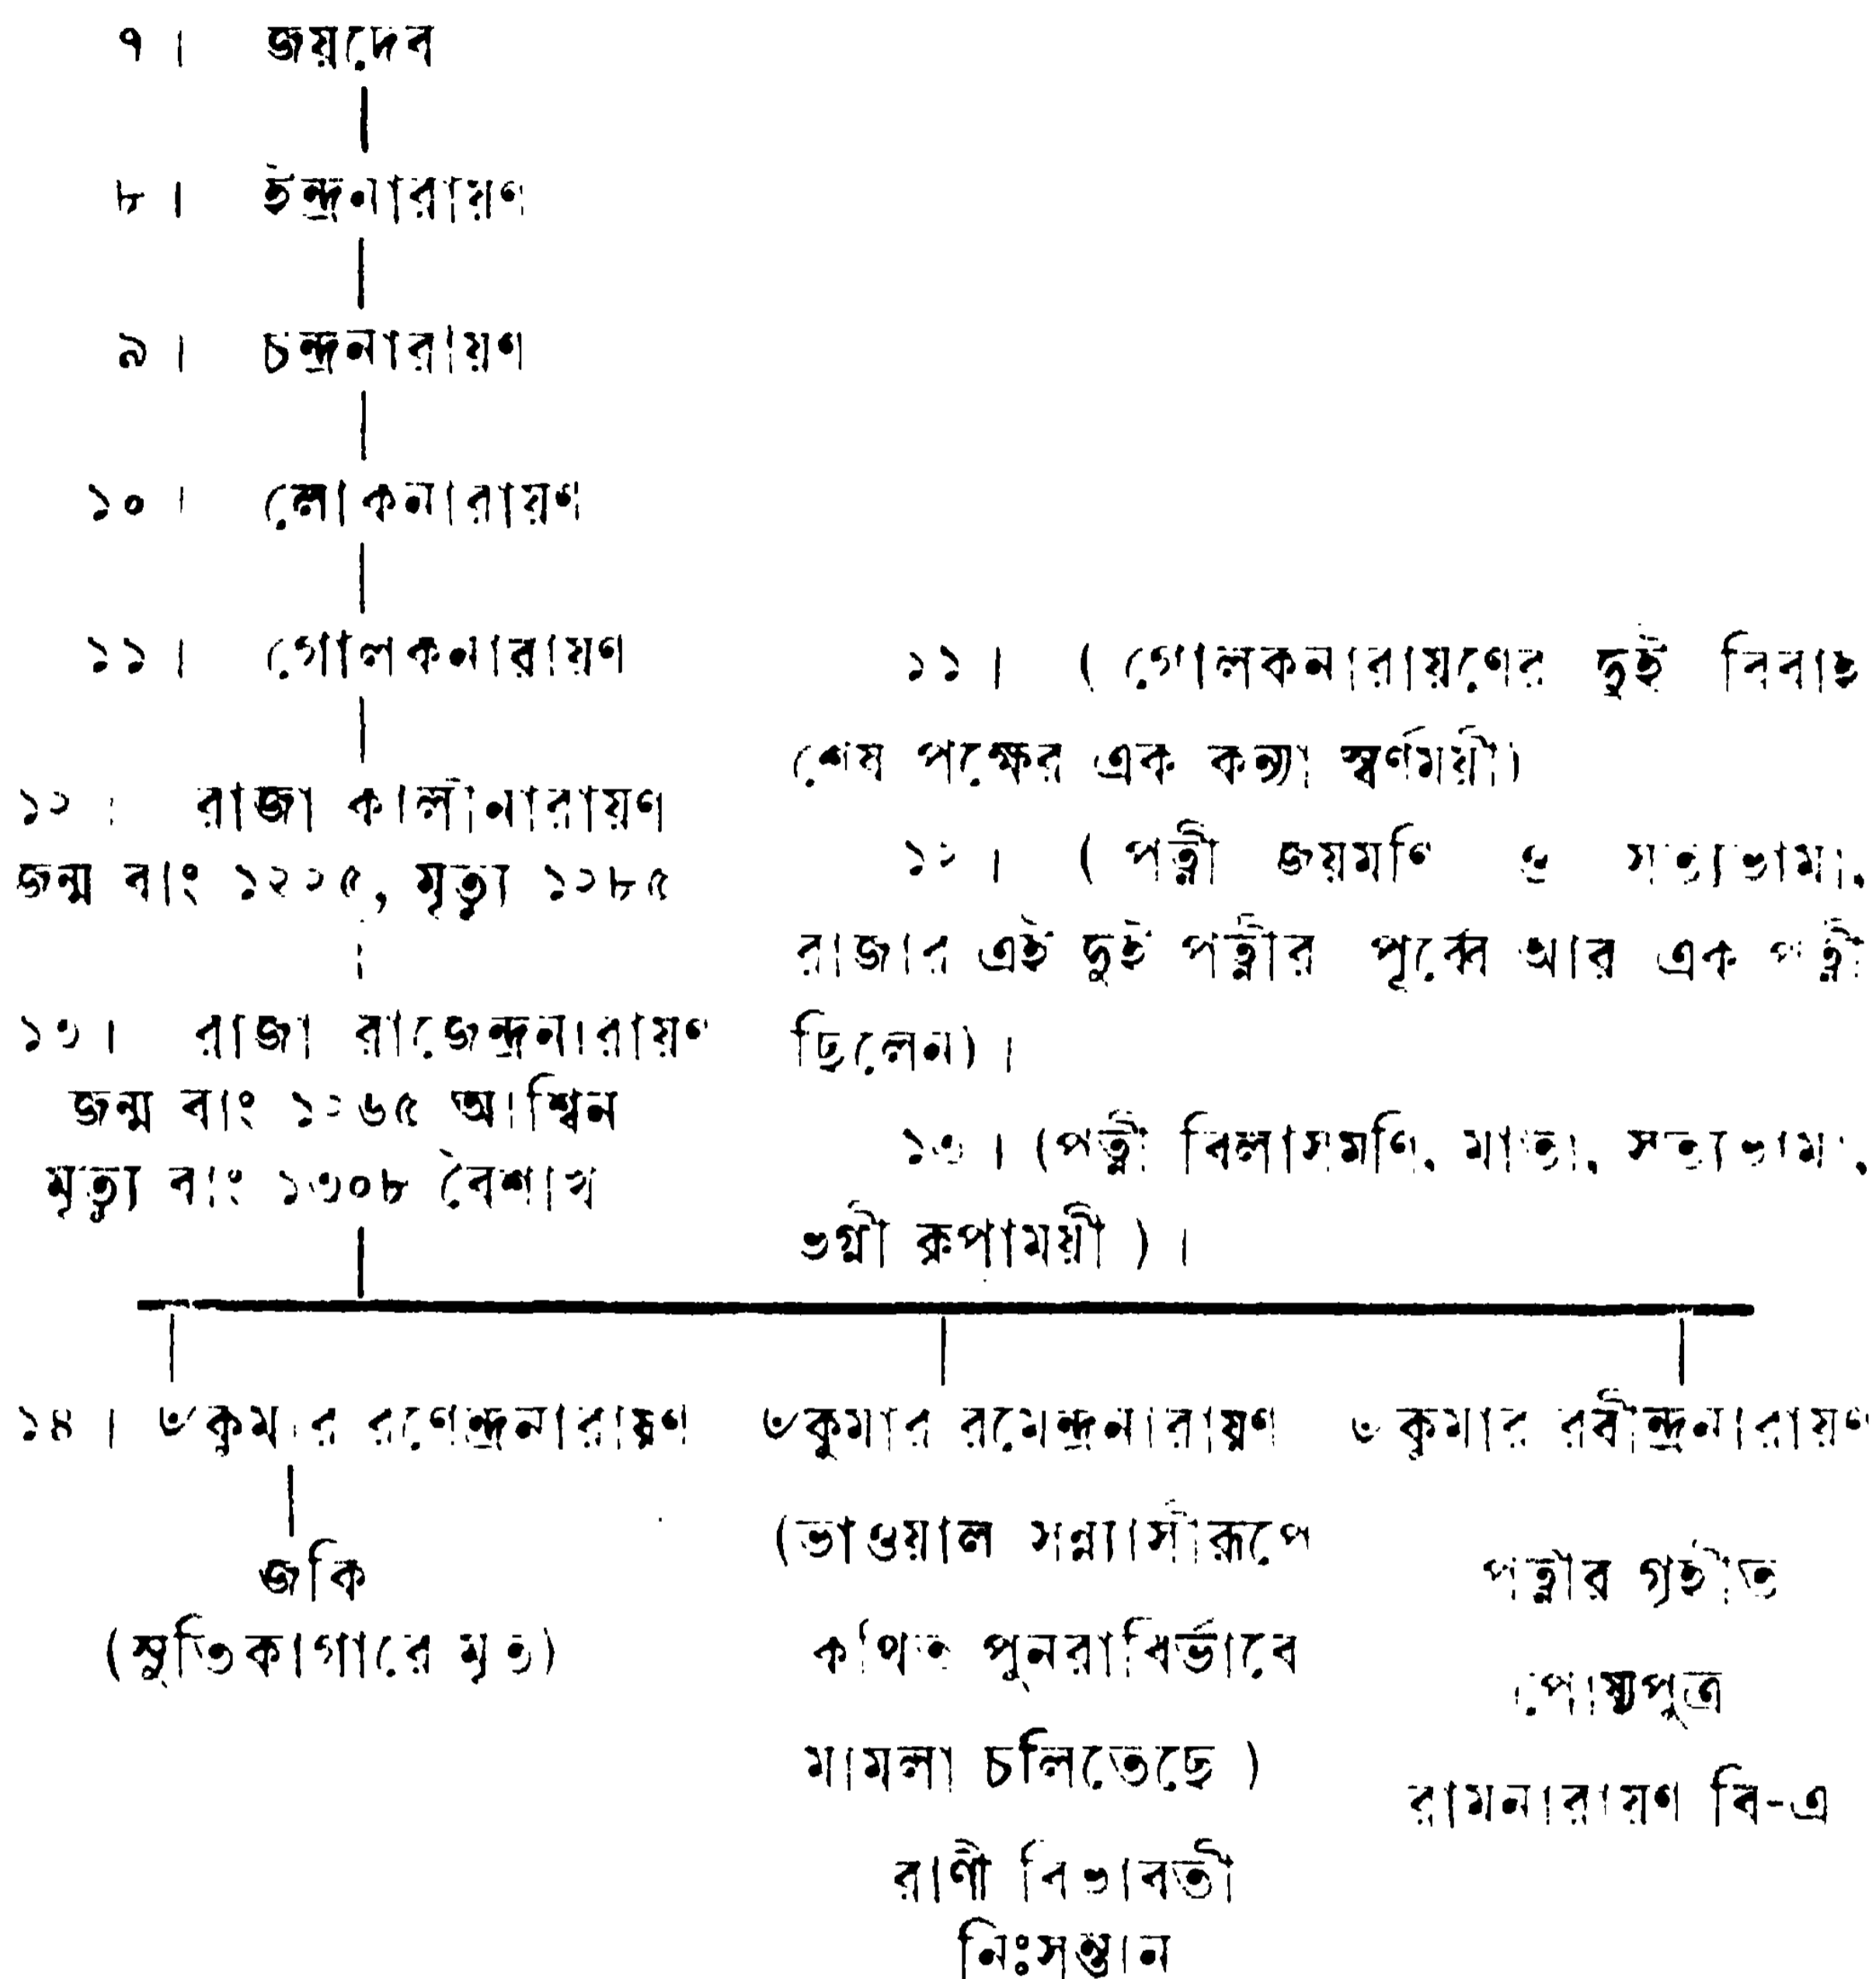 ৭। জয়দেব
৮। ইন্দ্রনারায়ণ
৯। চন্দ্রনারায়ণ
১০। লোকনারায়ণ
১১। গোলকনারায়ণ
১২। রাজা কালীনারায়ণ
জন্ম বাং মৃত্যু
১৩। রাজা রাজেন্দ্রনারায়ণ
জন্ম বাং ১২৬৫ আশ্বিন
মৃত্যু বাং ১৩০৮ বৈশাখ
১১। (গোলকনারায়ণের দুই বিবাহ
শেষ পক্ষের এক কন্যা স্বর্ণময়ী)
১২। (পত্নী জয়মণি ও সত্যভামা,
রাজার এই দুই পত্নীর পূর্ব্বে আর এক পত্নী
ছিলেন)।
১৩। (পত্নী বিলাসমণি, মাতা, সত্যভামা,
ভগ্নী কৃপাময়ী)।
১৪। ৺কুমার রণেন্দ্রনারায়ণ ৺কুমার রমেন্দ্রনারায়ণ ৺কুমার রবীন্দ্রনারায়ণ
জকি
(সুতিকাগারে মৃত)
(ভাওয়াল সন্ন্যাসীরূপে
কথিত পুনরাবির্ভাবে
মামলা চলিতেছে)
রাণী বিভাবতী
নিঃসন্তান
পত্নীর গৃহীত
পোষ্যপুত্র
রামনারায়ণ বি-এ